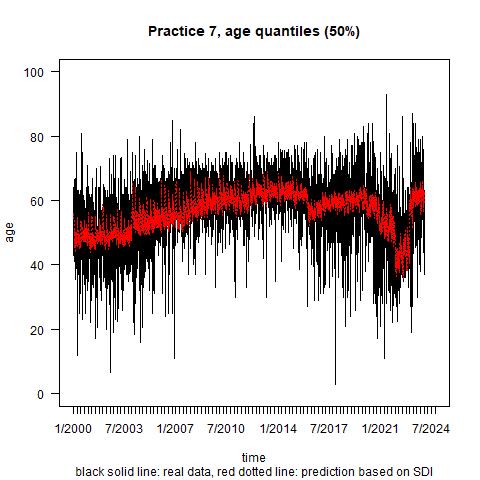 Practice 7, age quantiles (50%)
100
80
60
40
20
0
age
1/2000 7/2003 1/2007 7/2010 1/2014 7/2017 1/2021 7/2024
time
black solid line: real data, red dotted line: prediction based on SDI